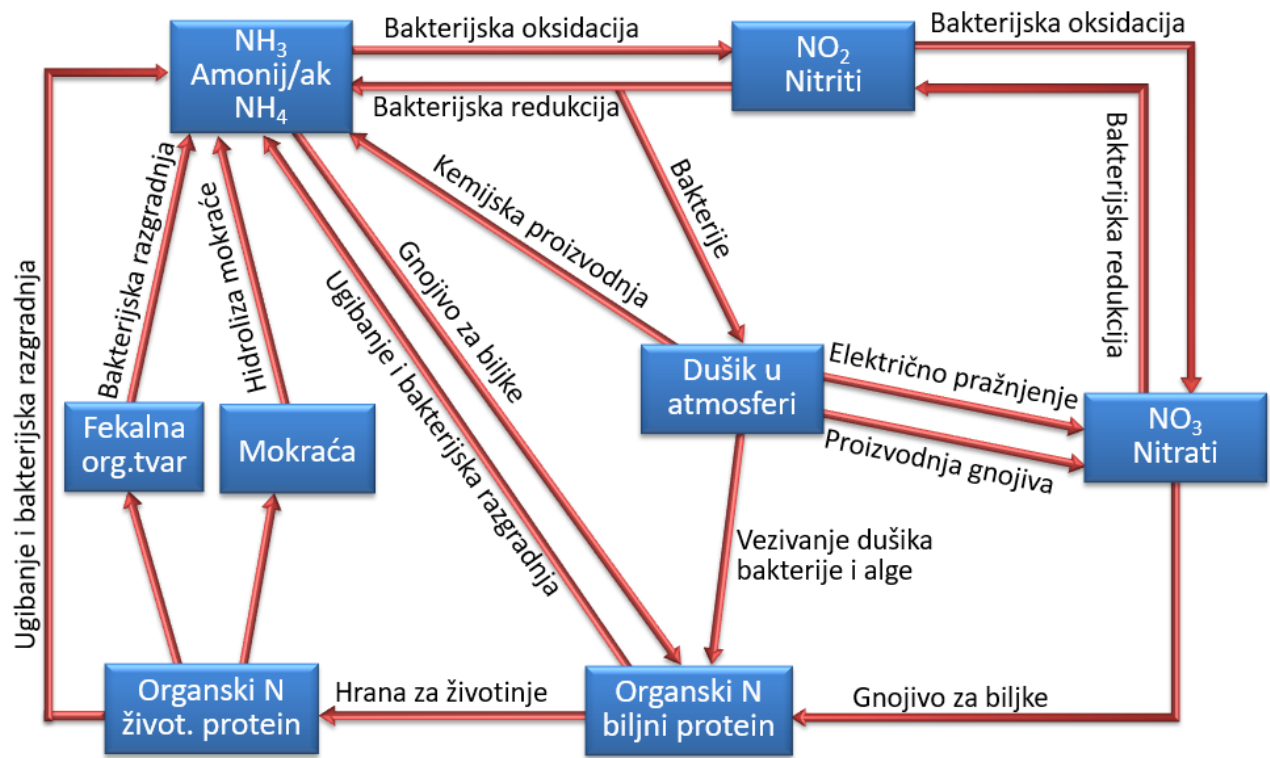 NH₃
Amonij/ak
NH₄
Bakterijska oksidacija
NO₂
Nitriti
Bakterijska oksidacija
Bakterijska redukcija
Bakterije
Kemijska proizvodnja
Bakterijska redukcija
Bakterijska razgradnja
Hidroliza mokraće
Gnojivo za biljke
Ugibanje i bakterijska razgradnja
Ugibanje i bakterijska razgradnja
Dušik u
atmosferi
Električno pražnjenje
Proizvodnja gnojiva
NO₃
Nitrati
Fekalna
org.tvar
Mokraća
Vezivanje dušika
bakterije i alge
Organski N
život. protein
Hrana za životinje
Organski N
biljni protein
Gnojivo za biljke